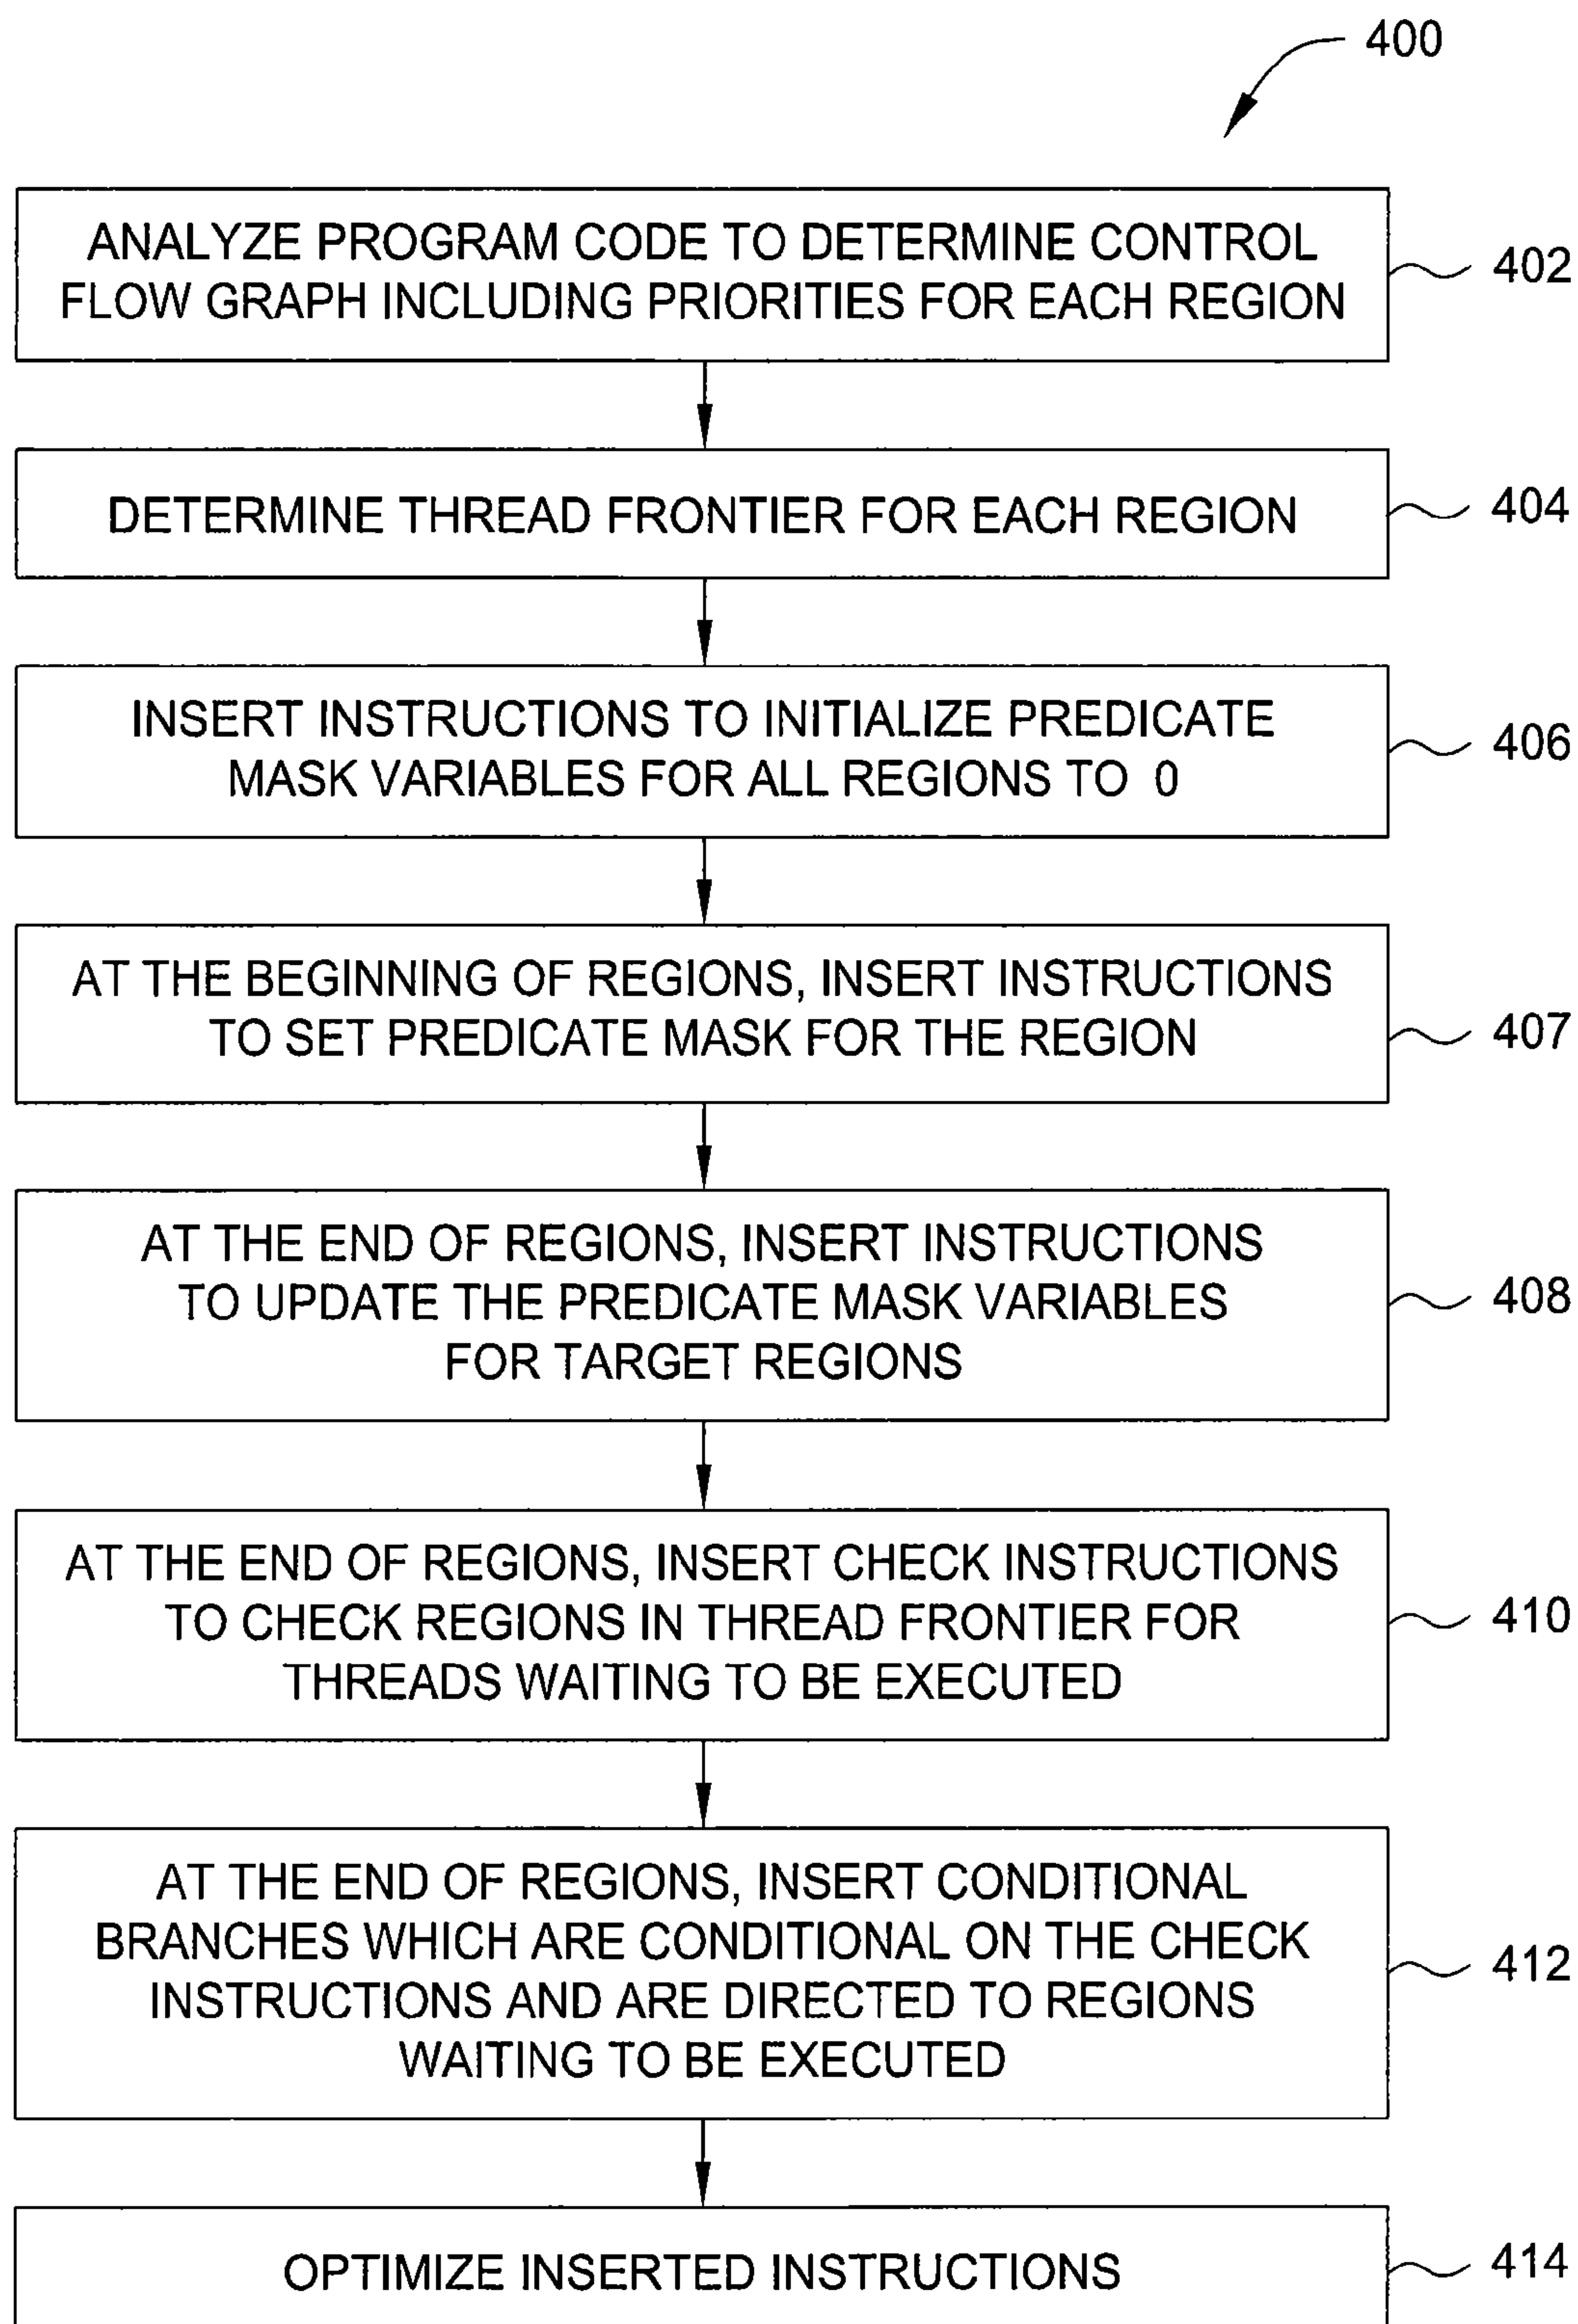 400
ANALYZE PROGRAM CODE TO DETERMINE CONTROL
FLOW GRAPH INCLUDING PRIORITIES FOR EACH REGION
402
DETERMINE THREAD FRONTIER FOR EACH REGION
404
INSERT INSTRUCTIONS TO INITIALIZE PREDICATE
MASK VARIABLES FOR ALL REGIONS TO 0
406
AT THE BEGINNING OF REGIONS, INSERT INSTRUCTIONS
TO SET PREDICATE MASK FOR THE REGION
407
AT THE END OF REGIONS, INSERT INSTRUCTIONS
TO UPDATE THE PREDICATE MASK VARIABLES
FOR TARGET REGIONS
408
AT THE END OF REGIONS, INSERT CHECK INSTRUCTIONS
TO CHECK REGIONS IN THREAD FRONTIER FOR
THREADS WAITING TO BE EXECUTED
410
AT THE END OF REGIONS, INSERT CONDITIONAL
BRANCHES WHICH ARE CONDITIONAL ON THE CHECK
INSTRUCTIONS AND ARE DIRECTED TO REGIONS
WAITING TO BE EXECUTED
412
OPTIMIZE INSERTED INSTRUCTIONS
414